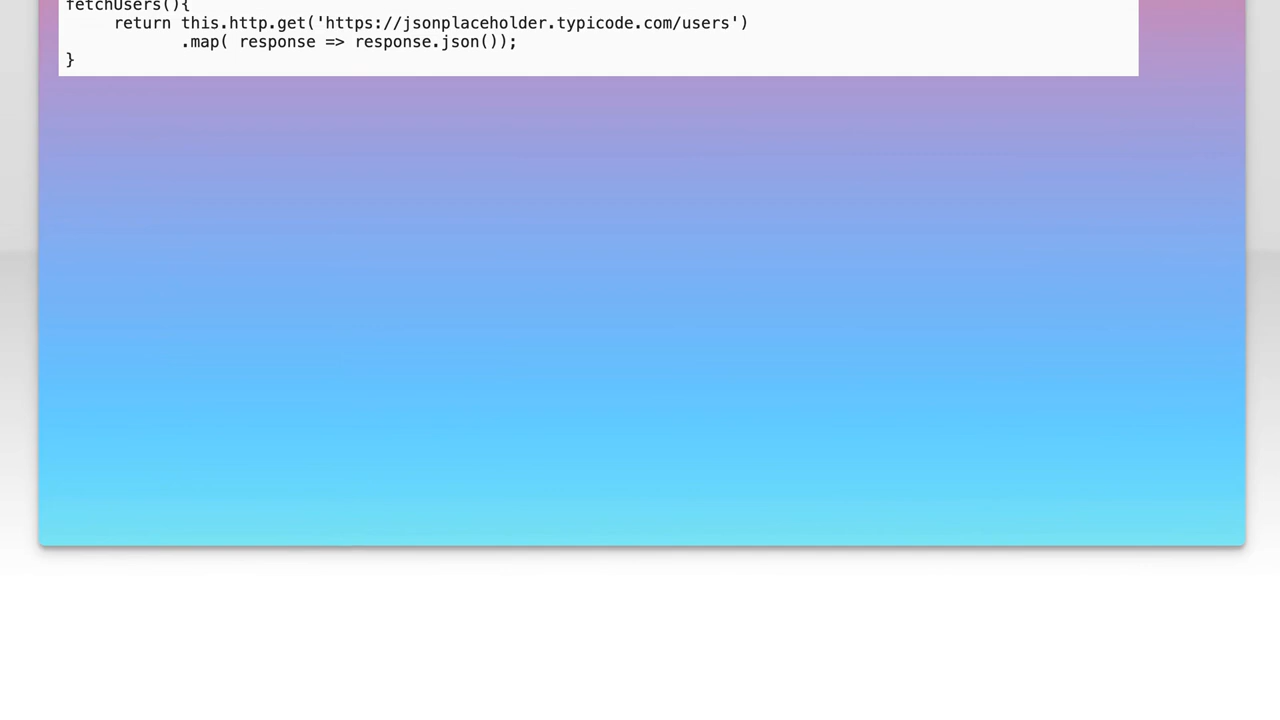 fetchUsers(){
return this.http.get('https://jsonplaceholder.typicode.com/users')
.map( response => response.json());
}